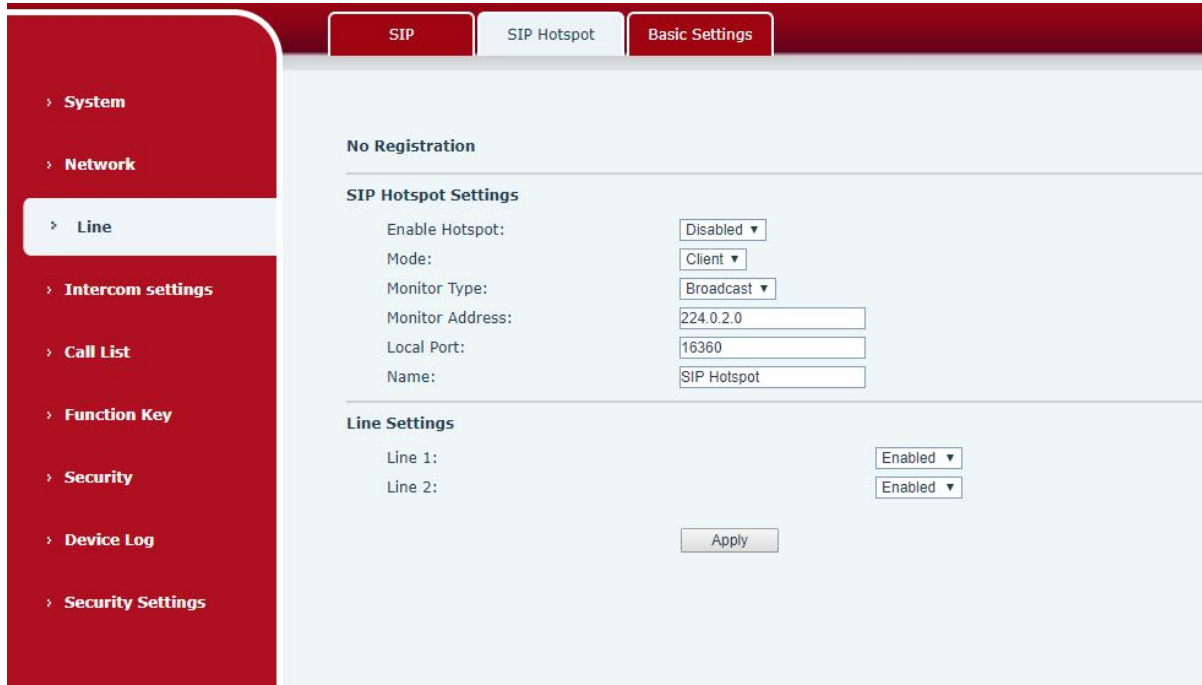 SIP
SIP Hotspot
Basic Settings
System
Network
Line
Intercom settings
Call List
Function Key
Security
Device Log
Security Settings
No Registration
SIP Hotspot Settings
Enable Hotspot: Disabled
Mode: Client
Monitor Type: Broadcast
Monitor Address: 224.0.2.0
Local Port: 16360
Name: SIP Hotspot
Line Settings
Line 1: Enabled
Line 2: Enabled
Apply